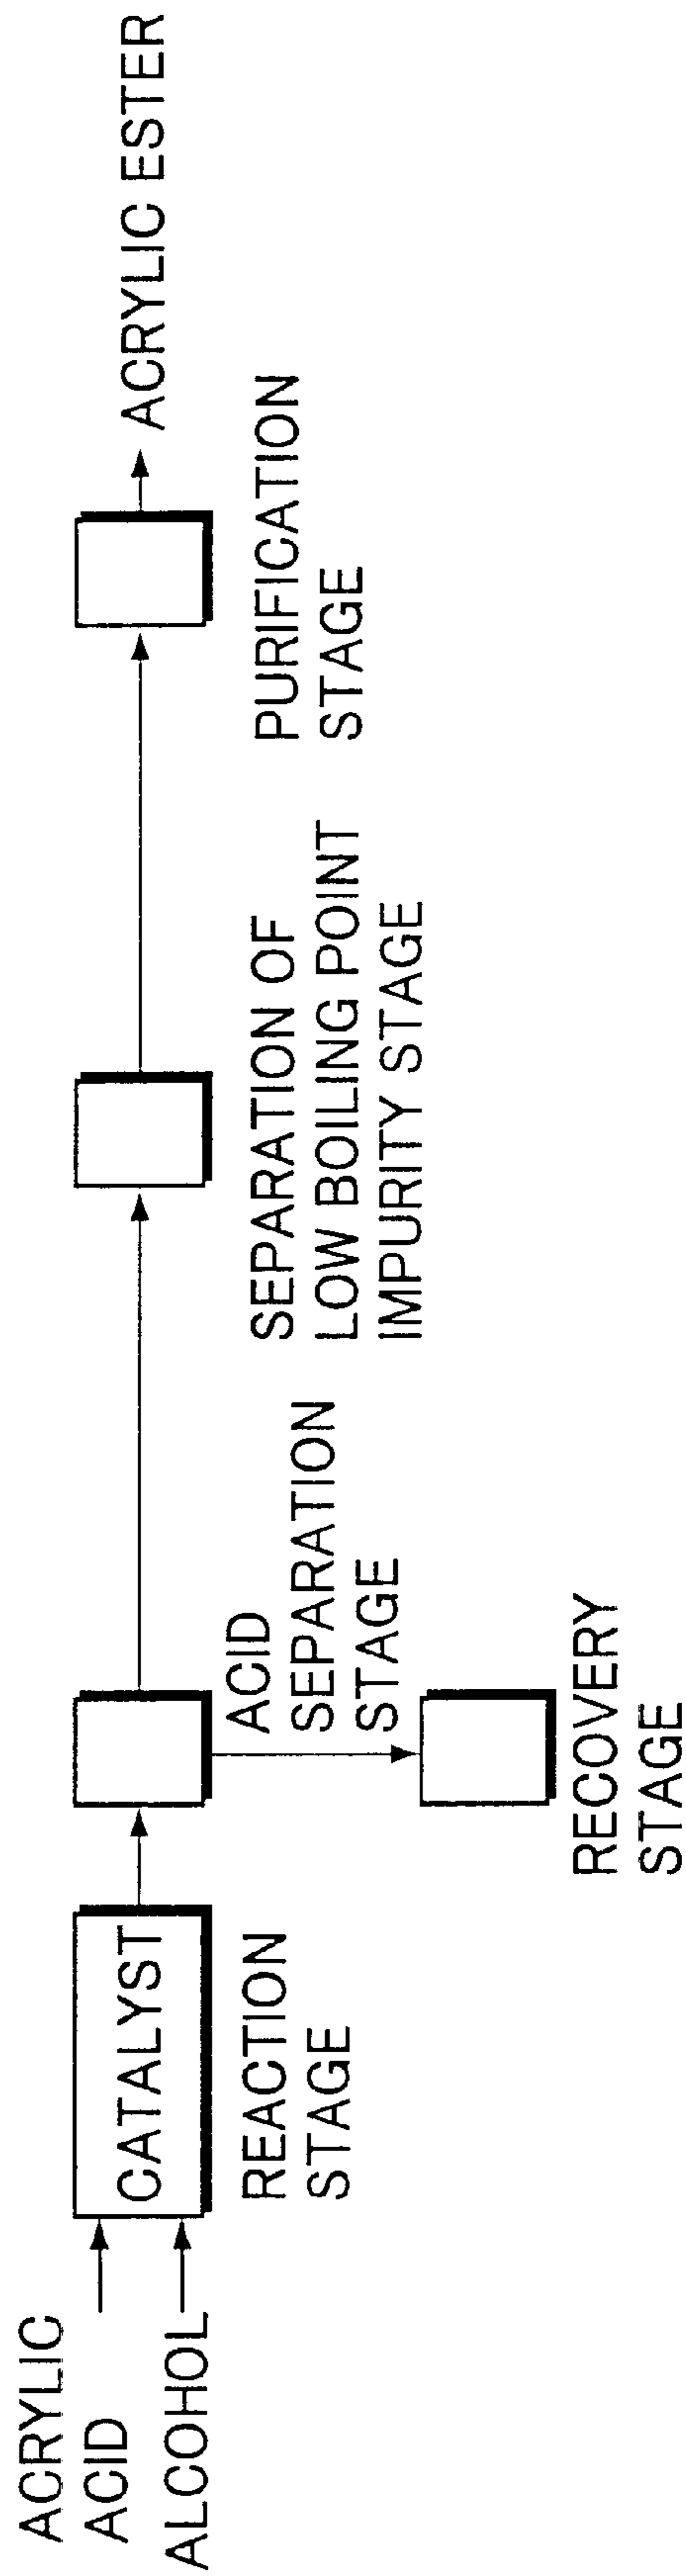 ACRYLIC
ACID
ALCOHOL
CATALYST
REACTION
STAGE
ACID
SEPARATION
STAGE
RECOVERY
STAGE
SEPARATION OF
LOW BOILING POINT
IMPURITY STAGE
PURIFICATION
STAGE
ACRYLIC ESTER